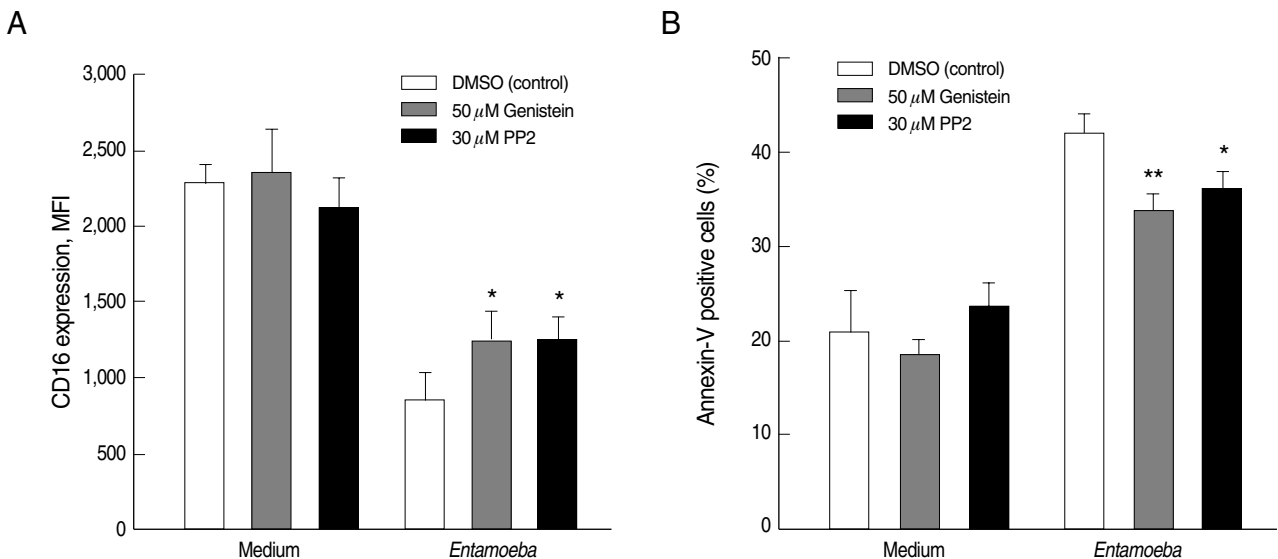 A
CD16 expression, MFI
3,000
2,500
2,000
1,500
1,000
500
0
DMSO (control)
50 μM Genistein
30 μM PP2
*
*
Medium
Entamoeba
B
Annexin-V positive cells (%)
50
40
30
20
10
0
DMSO (control)
50 μM Genistein
30 μM PP2
**
*
Medium
Entamoeba